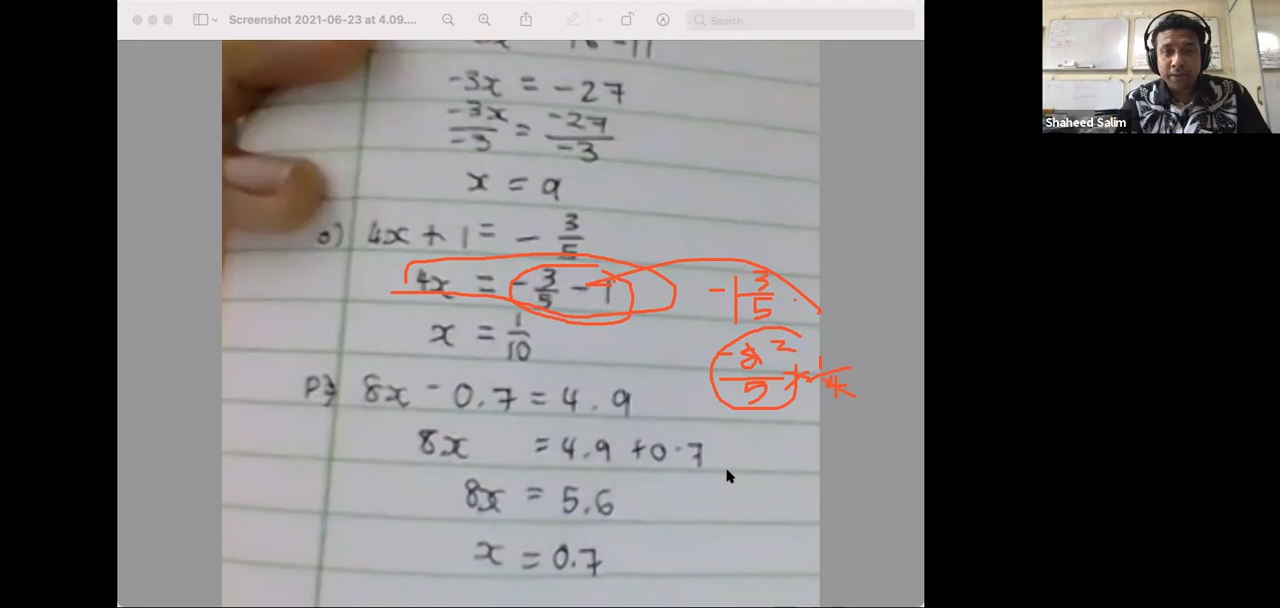 Screenshot 2021-06-23 at 4.09....
Search
Shaheed Salim
-3x = -27
-3x/-3 = -27/-3
x = 9
o) 4x + 1 = - 3/5
4x = - 3/5 - 1
-1 3/5
x = 1/10
p) 8x - 0.7 = 4.9
8x = 4.9 + 0.7
8x = 5.6
x = 0.7